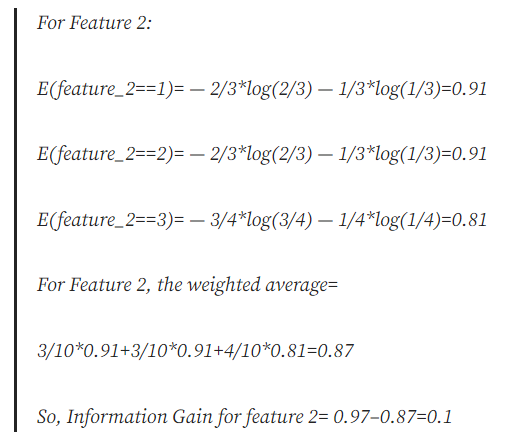 For Feature 2:
E(feature_2==1)= — 2/3*log(2/3) — 1/3*log(1/3)=0.91
E(feature_2==2)= — 2/3*log(2/3) — 1/3*log(1/3)=0.91
E(feature_2==3)= — 3/4*log(3/4) — 1/4*log(1/4)=0.81
For Feature 2, the weighted average=
3/10*0.91+3/10*0.91+4/10*0.81=0.87
So, Information Gain for feature 2= 0.97–0.87=0.1